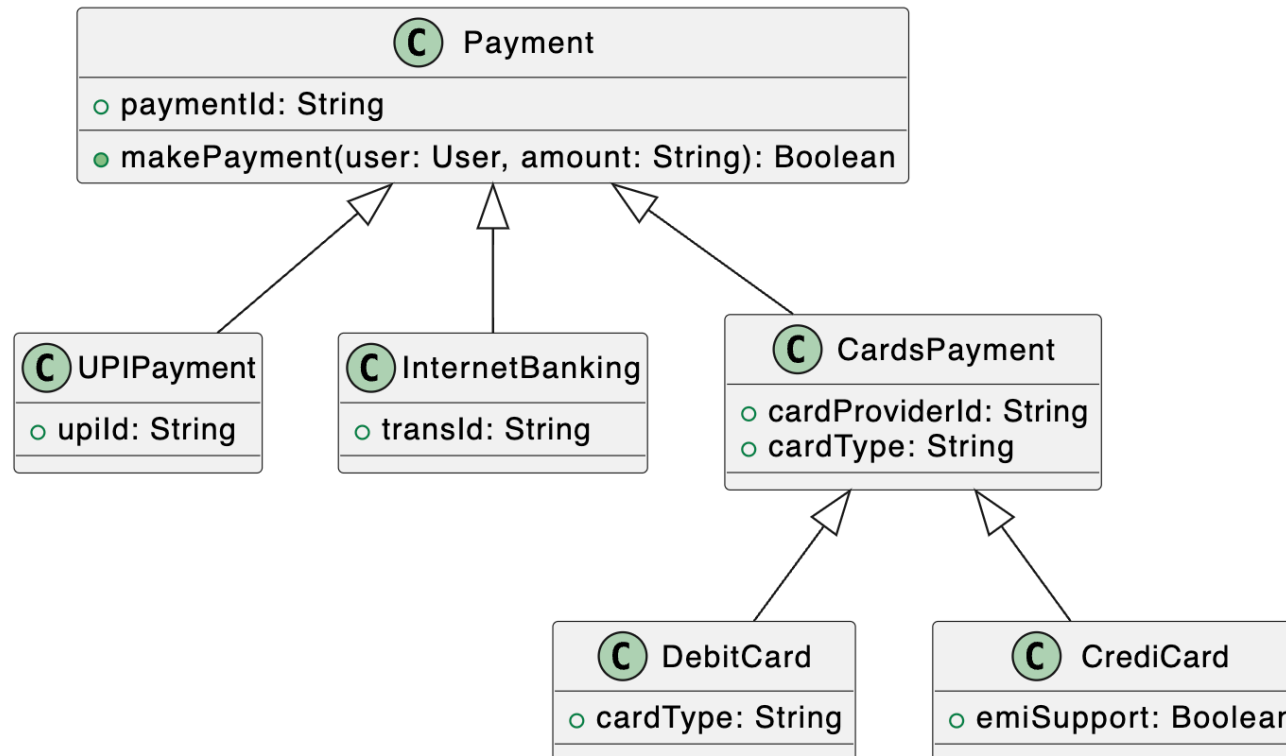 C Payment
paymentId: String
makePayment(user: User, amount: String): Boolean
C UPIPayment
upiId: String
C InternetBanking
transId: String
C CardsPayment
cardProviderId: String
cardType: String
C DebitCard
cardType: String
C CrediCard
emiSupport: Boolean